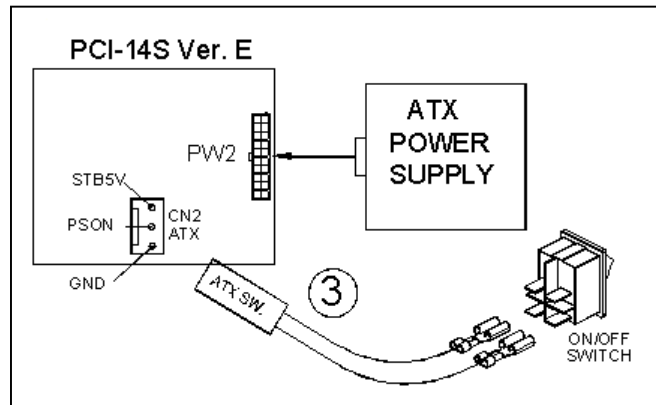 PCI-14S Ver. E
PW2
ATX
POWER
SUPPLY
STB5V
PSON
CN2
ATX
GND
ATX SW.
3
ON/OFF
SWITCH